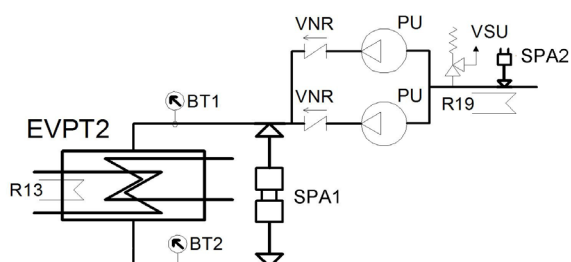 VNR
PU
VSU
SPA2
BT1
VNR
PU
R19
EVPT2
R13
SPA1
BT2